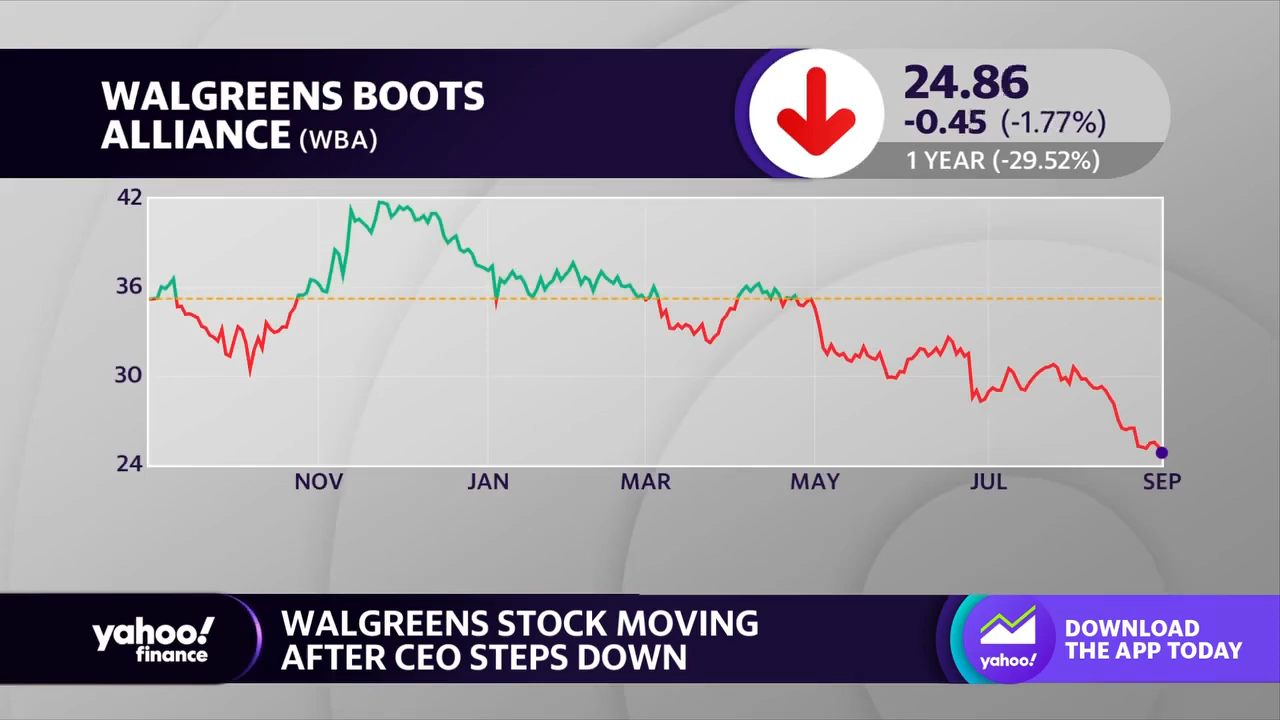 WALGREENS BOOTS
ALLIANCE (WBA)
24.86
-0.45 (-1.77%)
1 YEAR (-29.52%)
42
36
30
24
NOV JAN MAR MAY JUL SEP
yahoo!
finance
WALGREENS STOCK MOVING
AFTER CEO STEPS DOWN
yahoo!
DOWNLOAD
THE APP TODAY